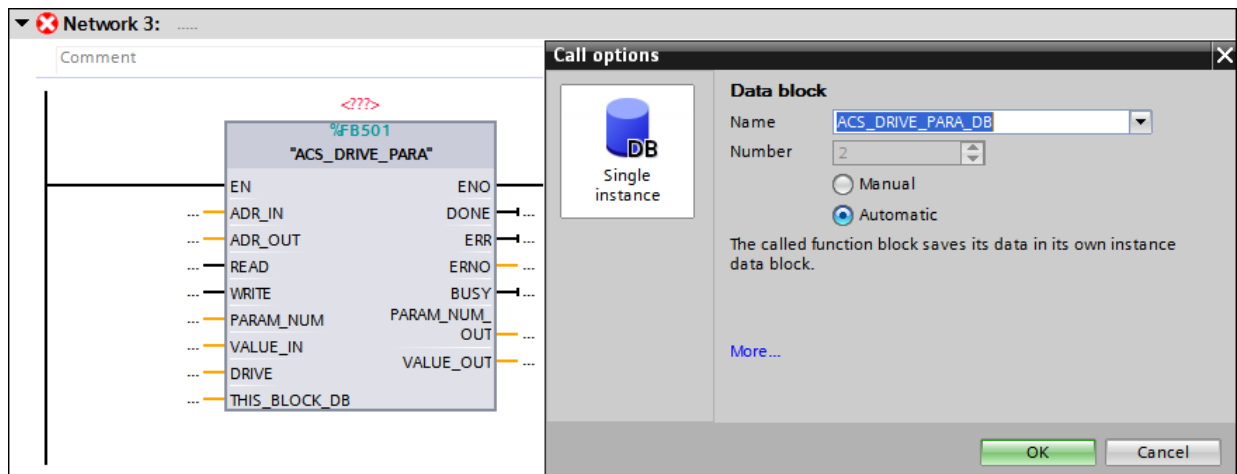 Network 3: .....
Comment
<???>
%FB501
"ACS_DRIVE_PARA"
EN ENO
... ADR_IN DONE ...
... ADR_OUT ERR ...
... READ ERNO ...
... WRITE BUSY ...
... PARAM_NUM PARAM_NUM_
OUT ...
... VALUE_IN
VALUE_OUT ...
... DRIVE
... THIS_BLOCK_DB
Call options
DB
Single
instance
Data block
Name ACS_DRIVE_PARA_DB
Number 2
Manual
Automatic
The called function block saves its data in its own instance
data block.
More...
OK Cancel